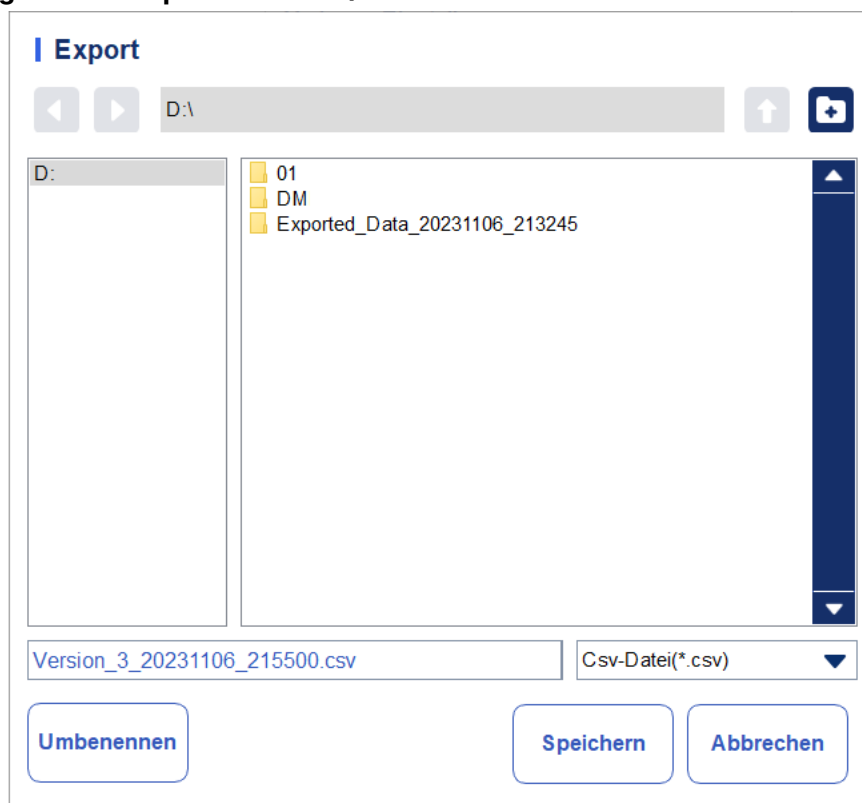 Export
D:\
D:
01
DM
Exported_Data_20231106_213245
Version_3_20231106_215500.csv
Csv-Datei(*.csv)
Umbenennen
Speichern
Abbrechen